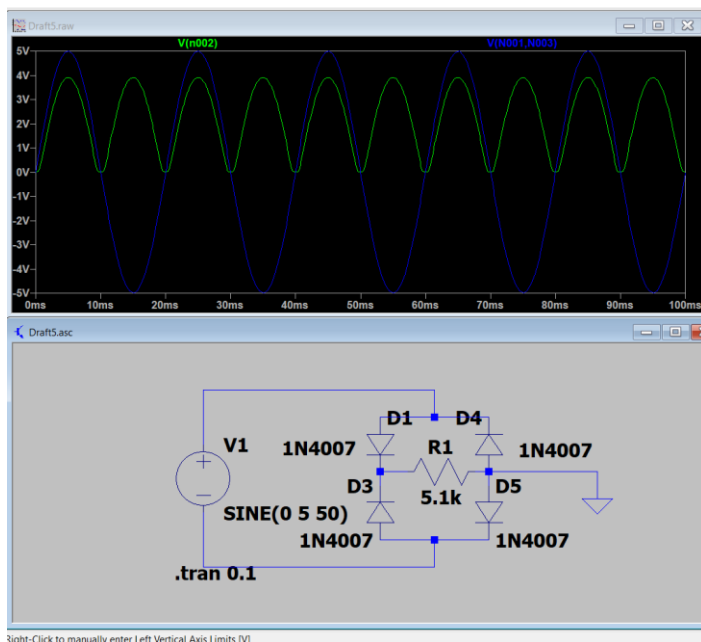 Draft5.raw
V(n002) V(N001,N003)
5V
4V
3V
2V
1V
0V
-1V
-2V
-3V
-4V
-5V
0ms 10ms 20ms 30ms 40ms 50ms 60ms 70ms 80ms 90ms 100ms
Draft5.asc
D1 D4
V1 1N4007 R1 1N4007
D3 D5
5.1k
SINE(0 5 50)
1N4007 1N4007
.tran 0.1
Right-Click to manually enter Left Vertical Axis Limits [V]